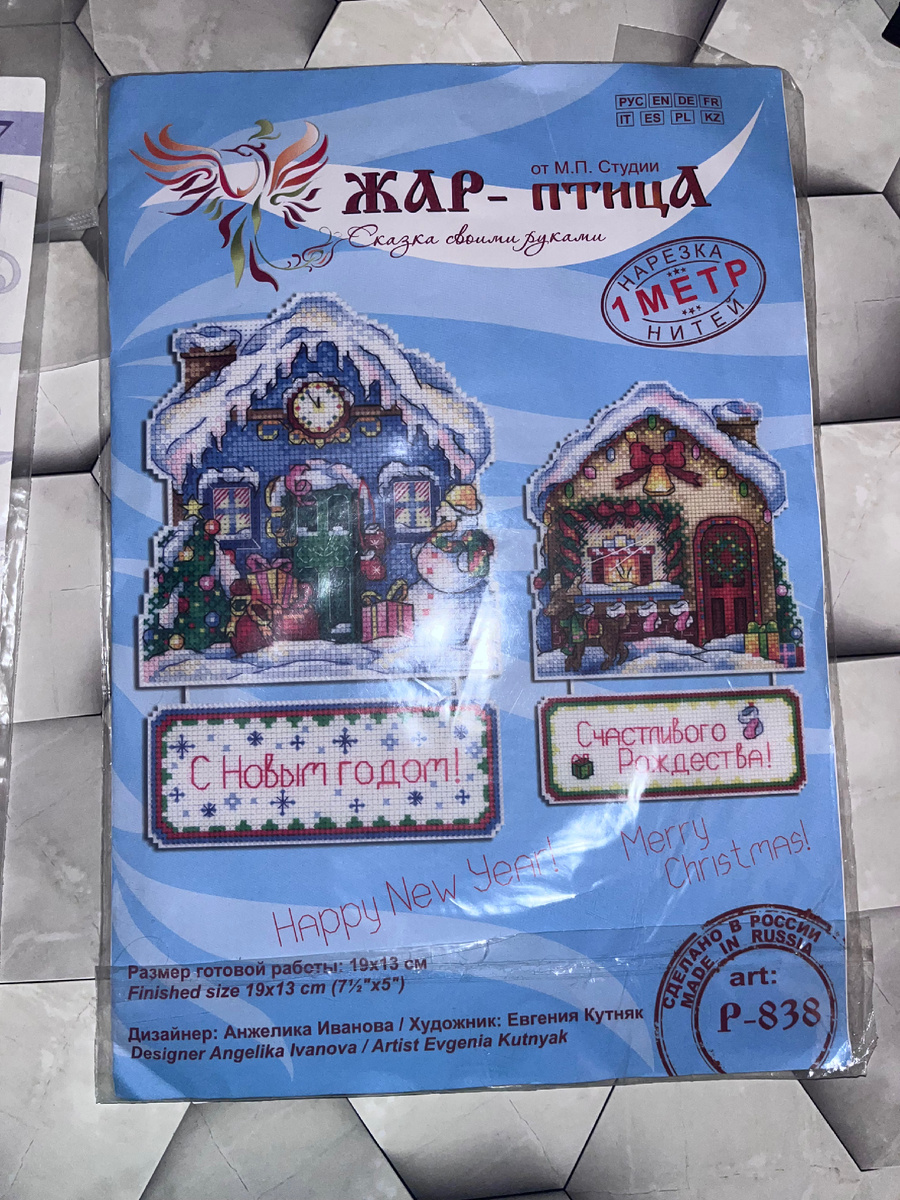 РУС EN DE FR
IT ES PL KZ
от М.П. Студии
ЖАР-ПТИЦА
Сказка своими руками
НАРЕЗКА
1 МЕТР
НИТЕЙ
С Новым годом!
Счастливого
Рождества!
Happy New Year!
Merry
Christmas!
Размер готовой работы: 19х13 см
Finished size 19x13 cm (7½"x5")
Дизайнер: Анжелика Иванова / Художник: Евгения Кутняк
Designer Angelika Ivanova / Artist Evgenia Kutnyak
СДЕЛАНО В РОССИИ
MADE IN RUSSIA
art:
Р-838